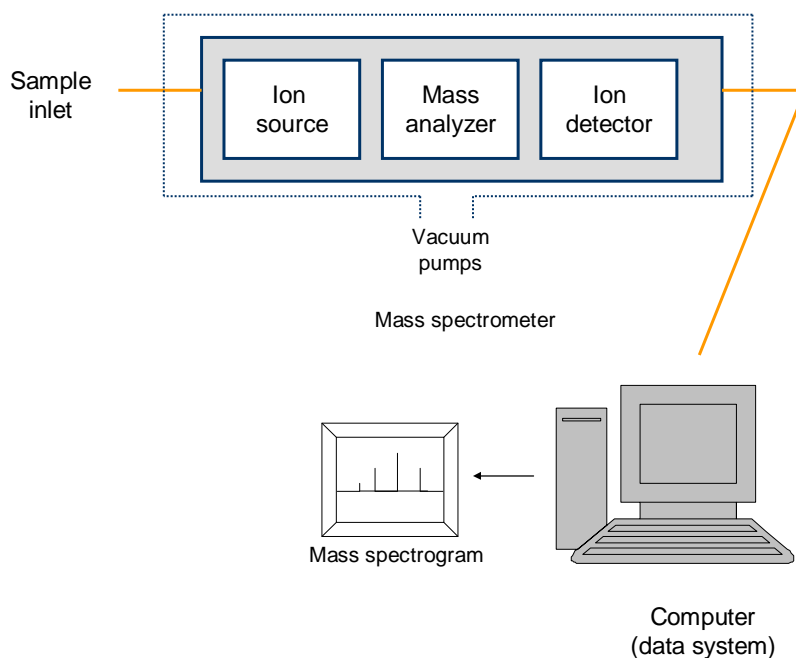 Sample
inlet
Ion
source
Mass
analyzer
Ion
detector
Vacuum
pumps
Mass spectrometer
Mass spectrogram
Computer
(data system)